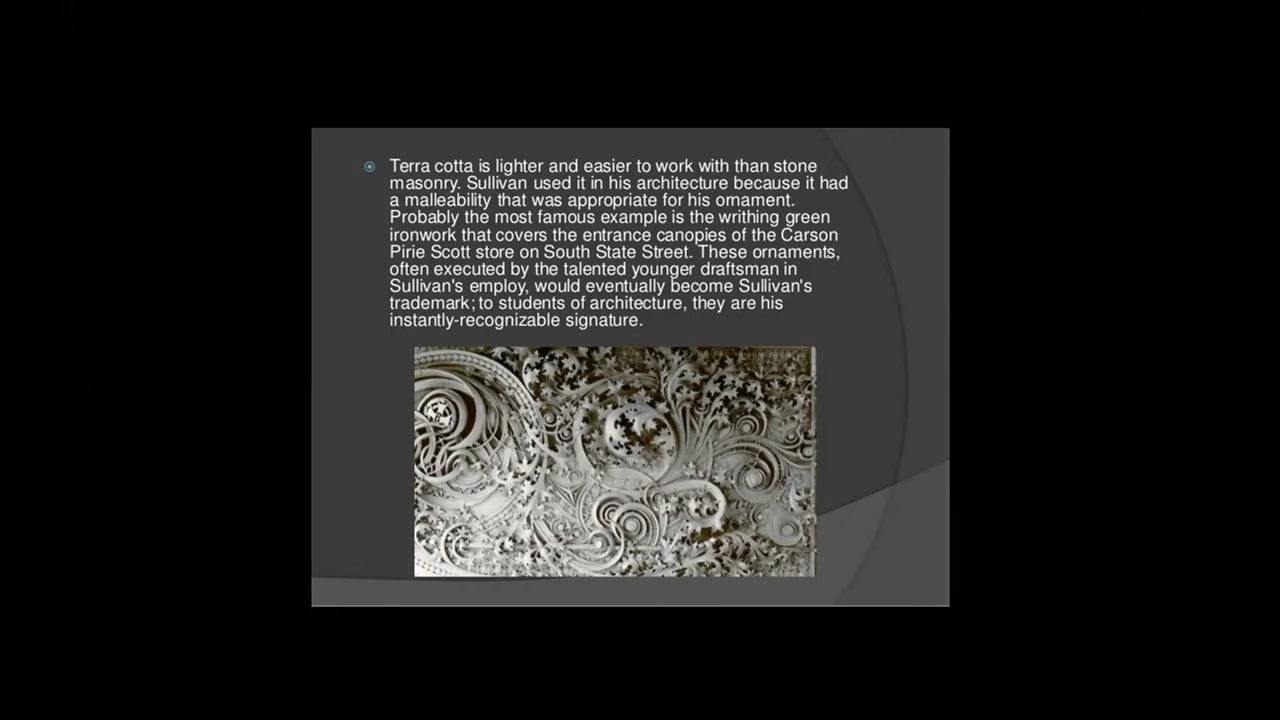 Terra cotta is lighter and easier to work with than stone
masonry. Sullivan used it in his architecture because it had
a malleability that was appropriate for his ornament.
Probably the most famous example is the writhing green
ironwork that covers the entrance canopies of the Carson
Pirie Scott store on South State Street. These ornaments,
often executed by the talented younger draftsman in
Sullivan's employ, would eventually become Sullivan's
trademark; to students of architecture, they are his
instantly-recognizable signature.